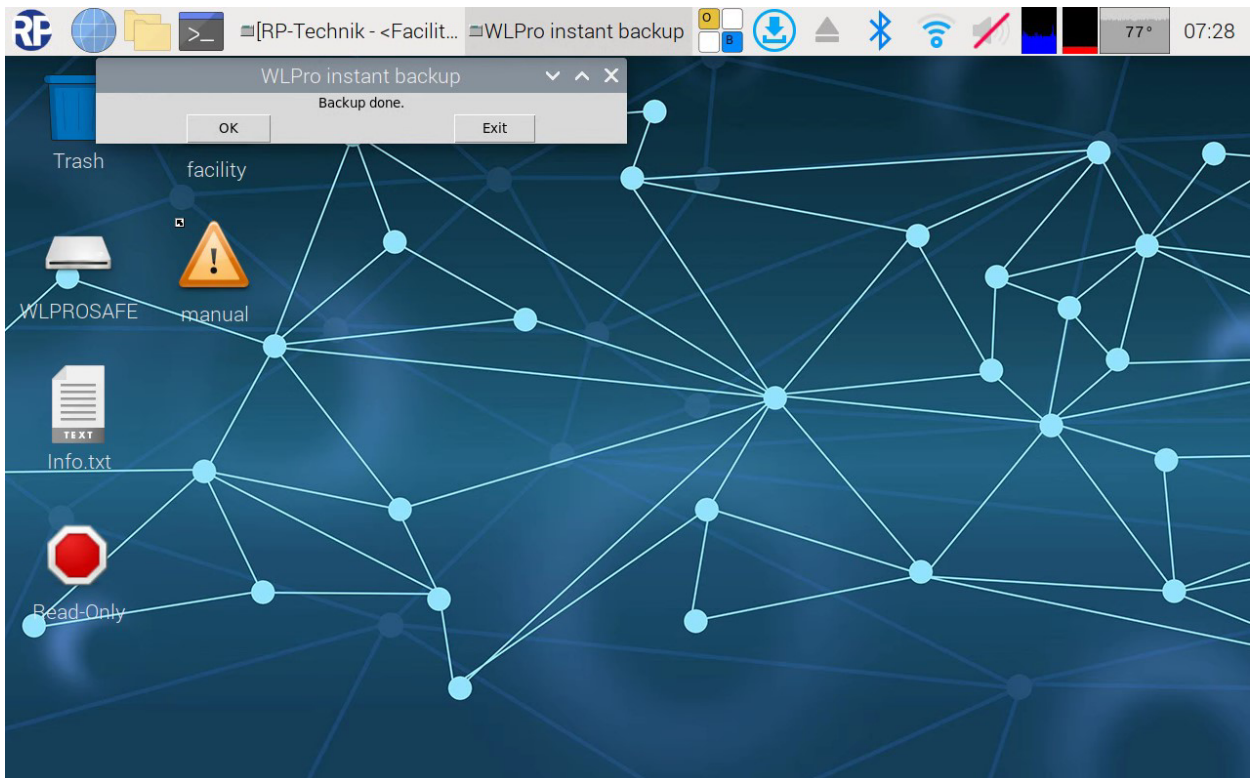 RP
>_
[RP-Technik - <Facilit...
WLPro instant backup
O
B
77°
07:28
WLPro instant backup
Backup done.
OK
Exit
Trash
facility
WLPROSAFE
manual
TEXT
Info.txt
Read-Only